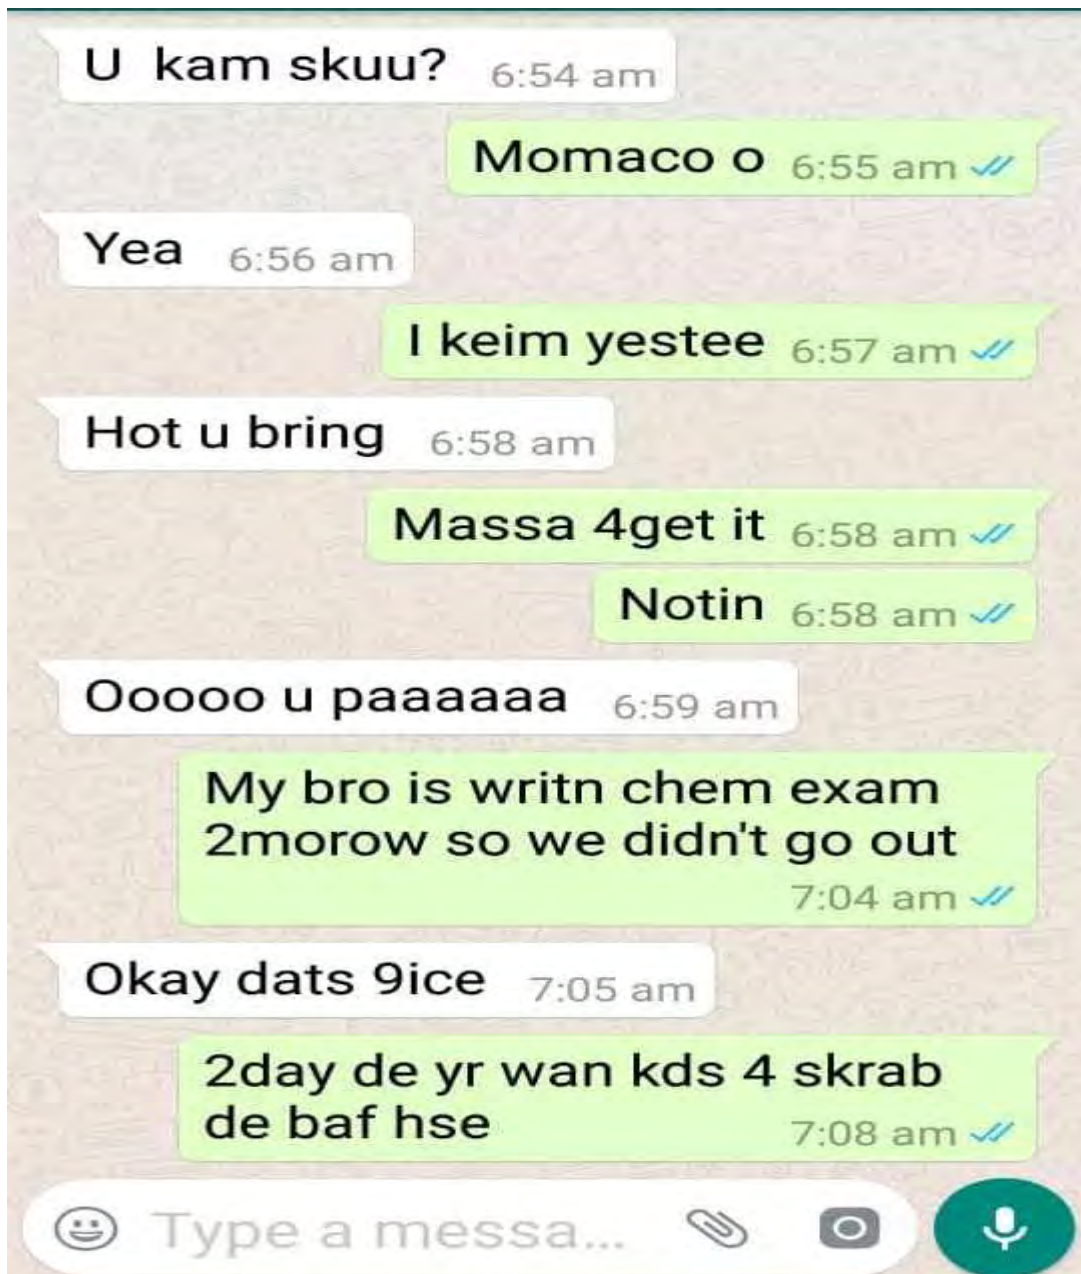 U kam skuu? 6:54 am
Momaco o 6:55 am
Yea 6:56 am
I keim yestee 6:57 am
Hot u bring 6:58 am
Massa 4get it 6:58 am
Notin 6:58 am
Ooooo u paaaaaa 6:59 am
My bro is writn chem exam
2morow so we didn't go out
7:04 am
Okay dats 9ice 7:05 am
2day de yr wan kds 4 skrab
de baf hse 7:08 am
Type a messa...